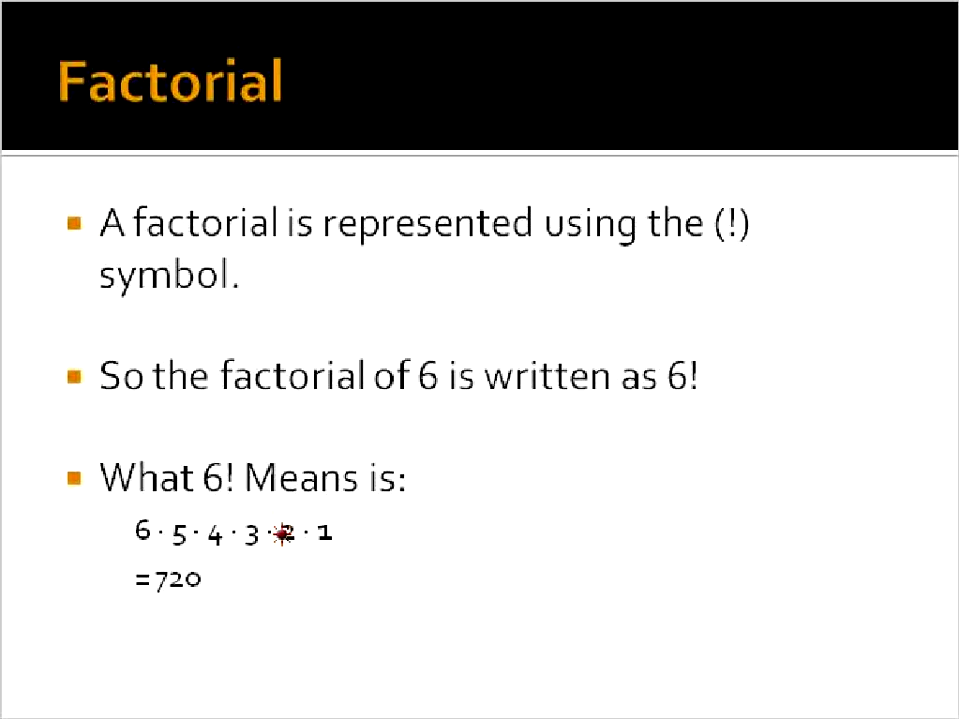 Factorial
A factorial is represented using the (!)
symbol.
So the factorial of 6 is written as 6!
What 6! Means is:
6 · 5 · 4 · 3 · 2 · 1
= 720